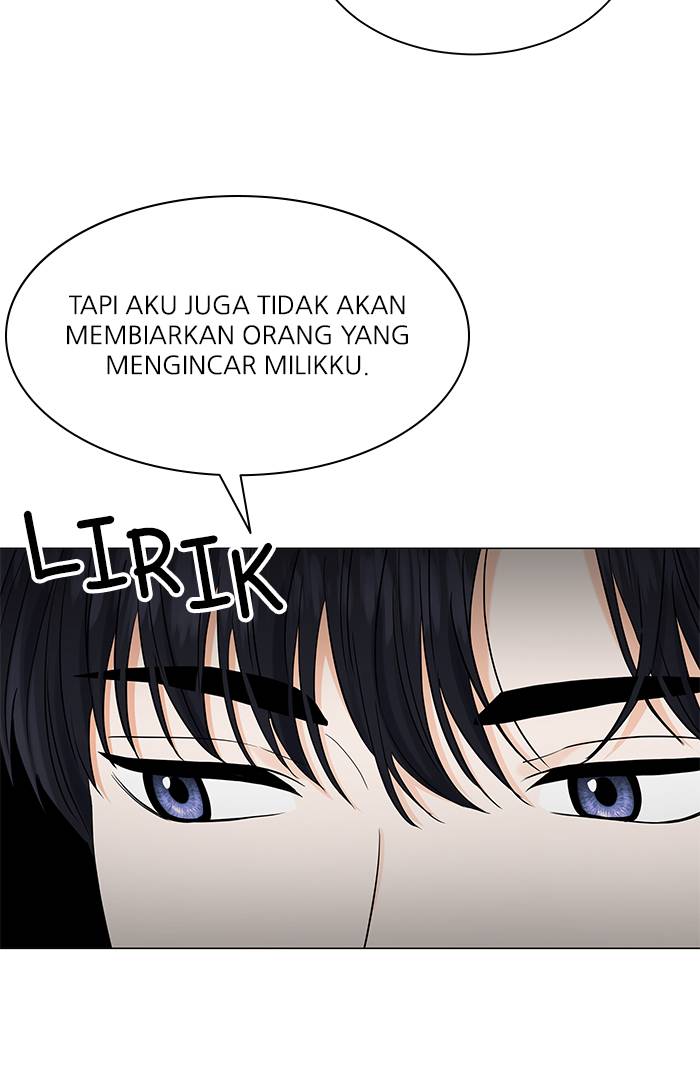 TAPI AKU JUGA TIDAK AKAN
MEMBIARKAN ORANG YANG
MENGINCAR MILIKKU.
LIRIK